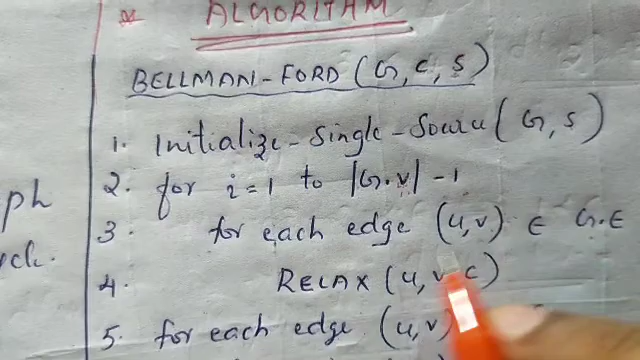 ALGORITHM
BELLMAN-FORD (G, C, S)
1. Initialize-Single-Source (G, S)
ph
2. for i=1 to |G.V| -1
3. for each edge (u,v) ∈ G.E
4. RELAX (u, v, c)
5. for each edge (u,v)